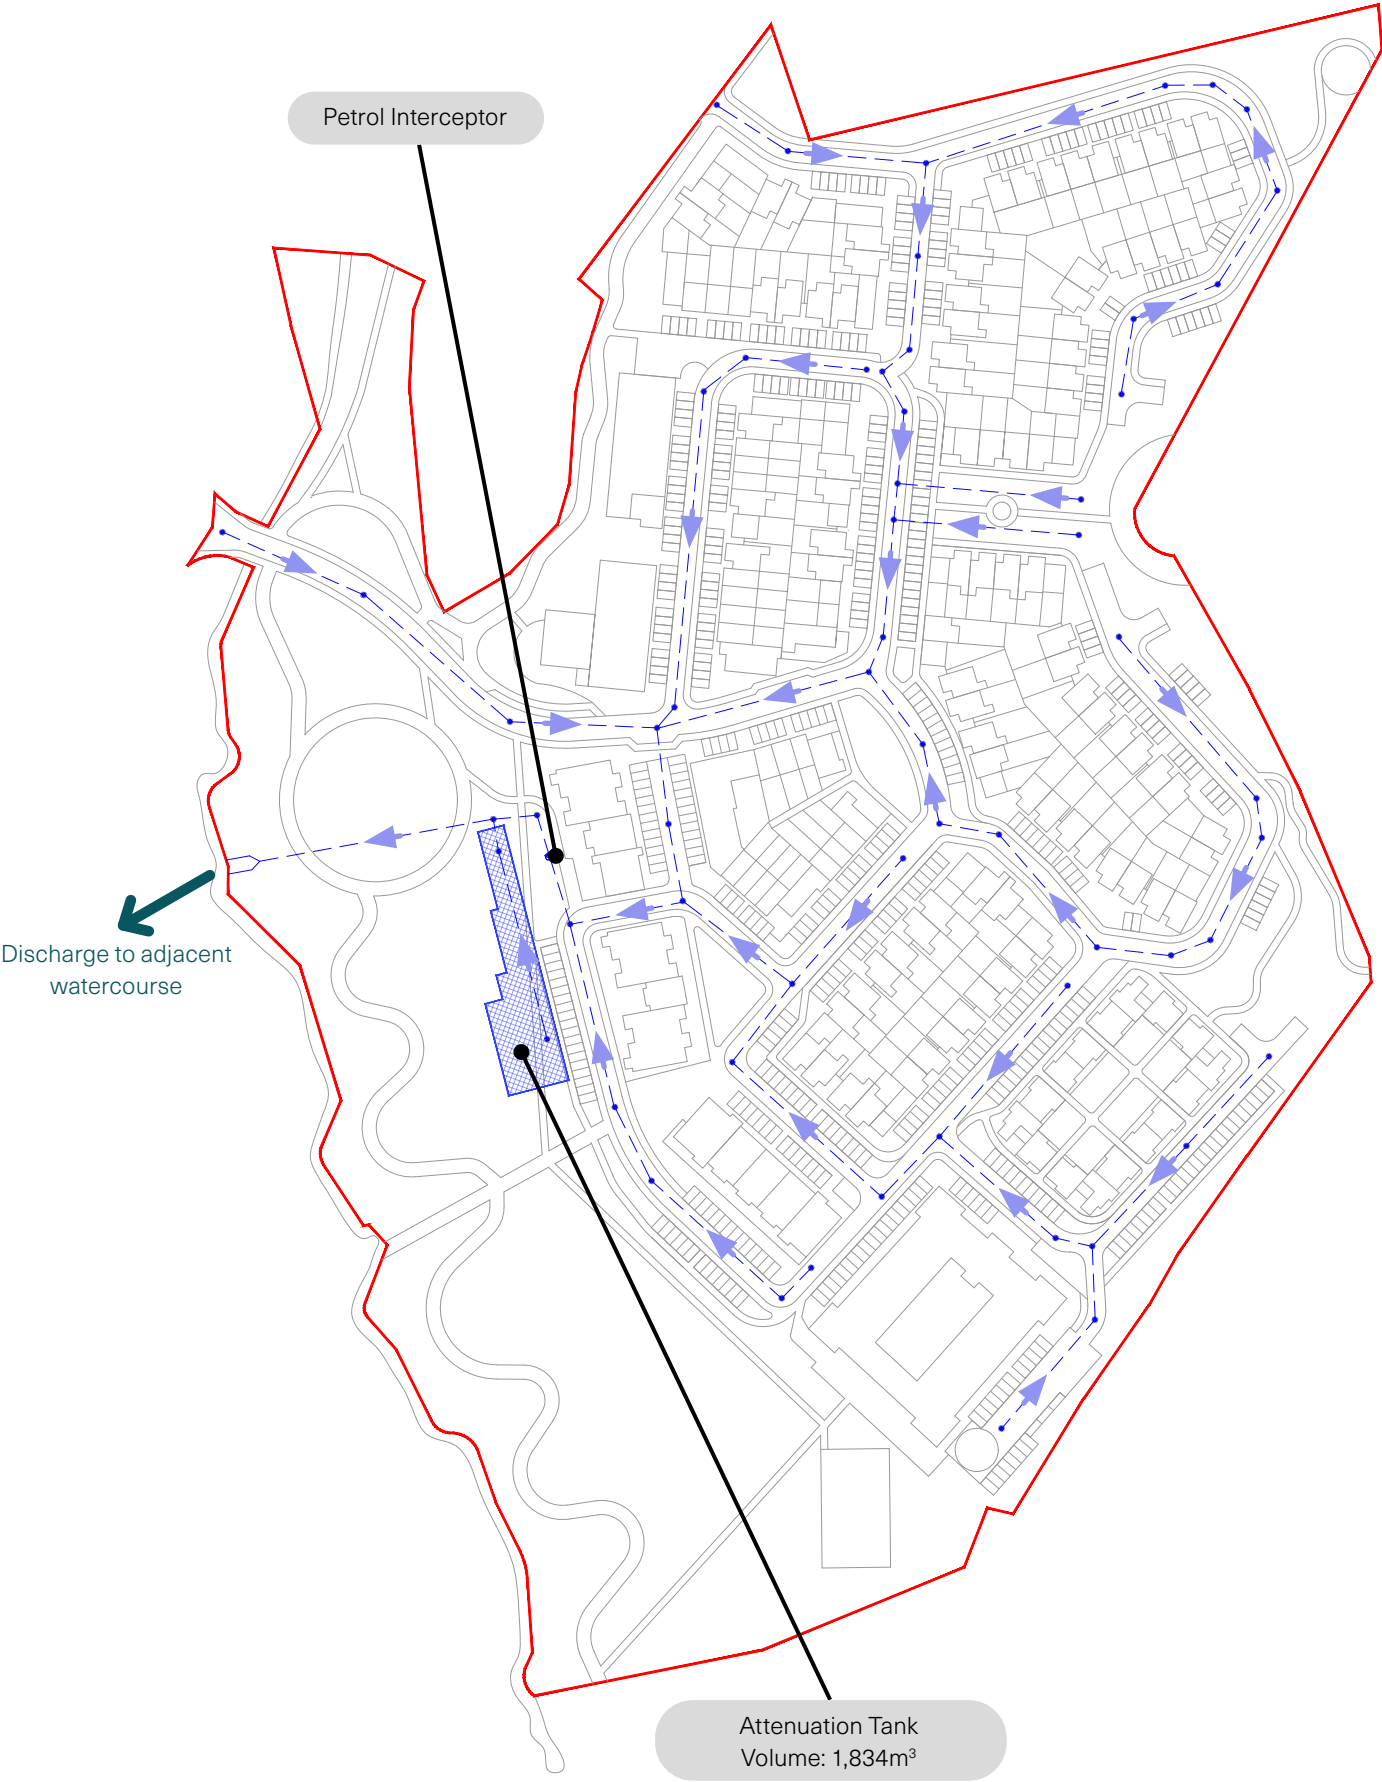 Petrol Interceptor
Discharge to adjacent
watercourse
Attenuation Tank
Volume: 1,834m³